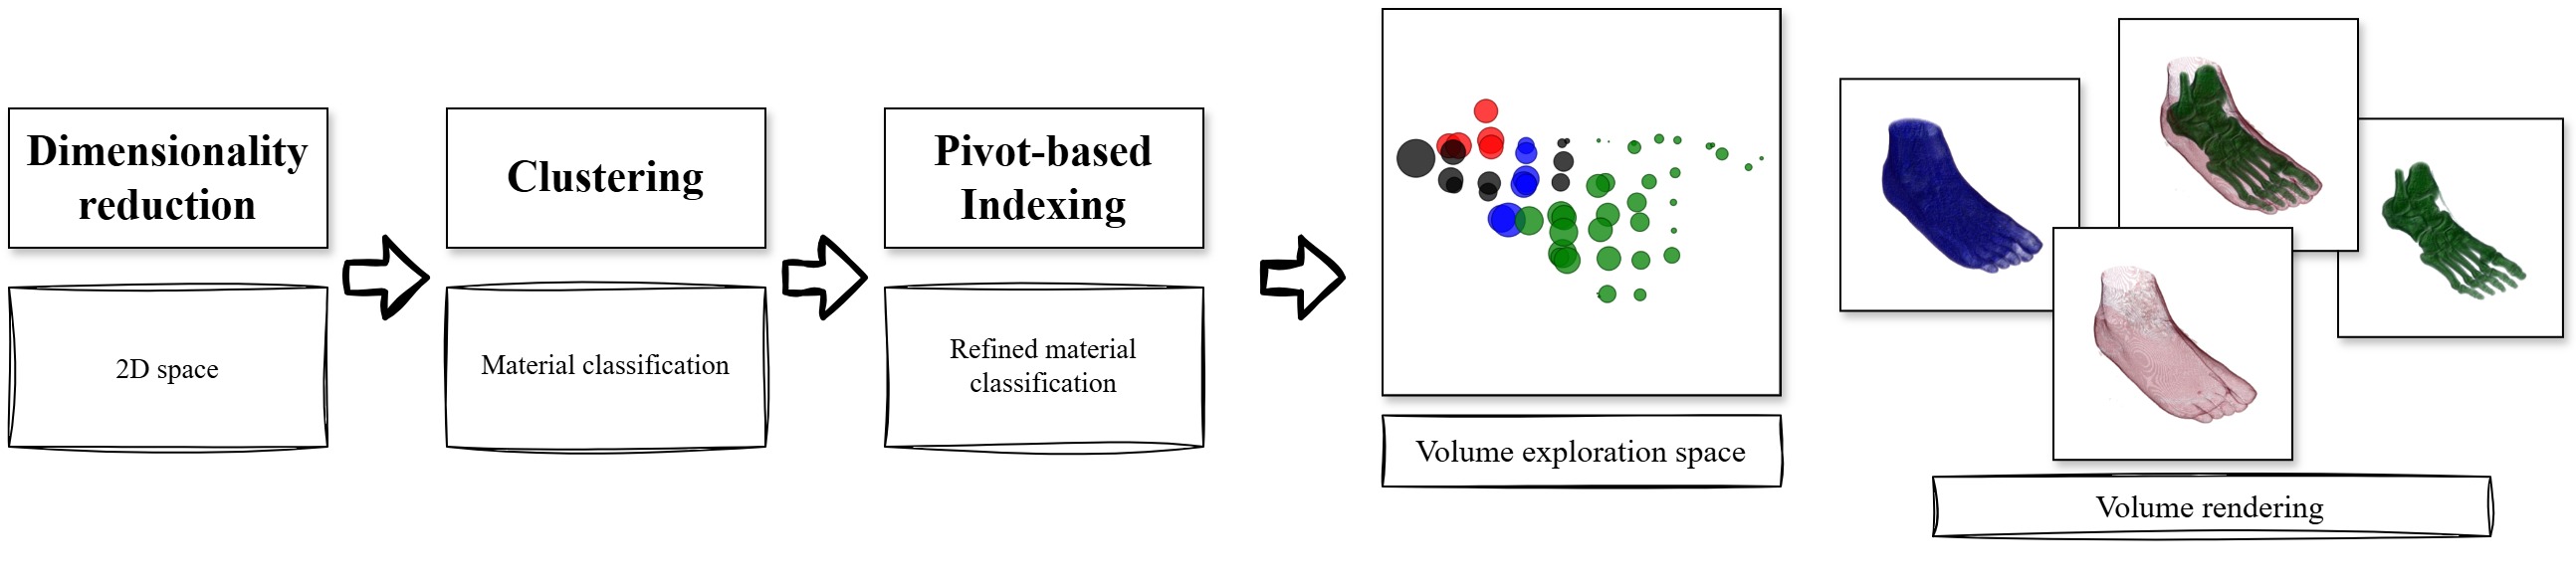 Dimensionality
reduction
2D space
Clustering
Material classification
Pivot-based
Indexing
Refined material
classification
Volume exploration space
Volume rendering